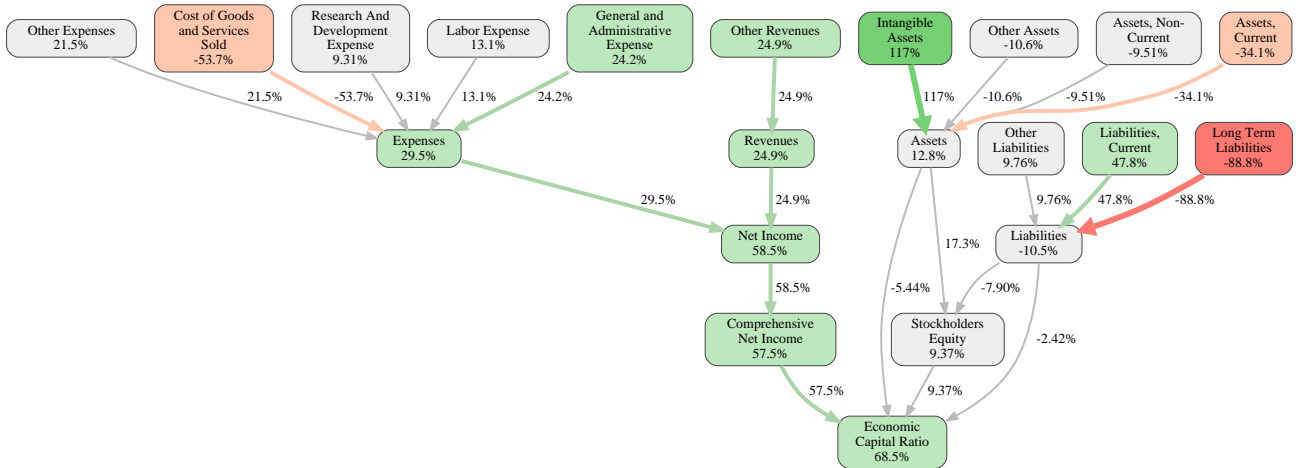 Other Expenses
21.5%
Cost of Goods
and Services
Sold
-53.7%
Research And
Development
Expense
9.31%
Labor Expense
13.1%
General and
Administrative
Expense
24.2%
Other Revenues
24.9%
Intangible
Assets
117%
Other Assets
-10.6%
Assets, Non-
Current
-9.51%
Assets,
Current
-34.1%
21.5%
-53.7%
9.31%
13.1%
24.2%
24.9%
117%
-10.6%
-9.51%
-34.1%
Expenses
29.5%
Revenues
24.9%
Assets
12.8%
Other
Liabilities
9.76%
Liabilities,
Current
47.8%
Long Term
Liabilities
-88.8%
29.5%
24.9%
9.76%
47.8%
-88.8%
Net Income
58.5%
17.3%
Liabilities
-10.5%
58.5%
-5.44%
-7.90%
Comprehensive
Net Income
57.5%
Stockholders
Equity
9.37%
-2.42%
57.5%
9.37%
Economic
Capital Ratio
68.5%